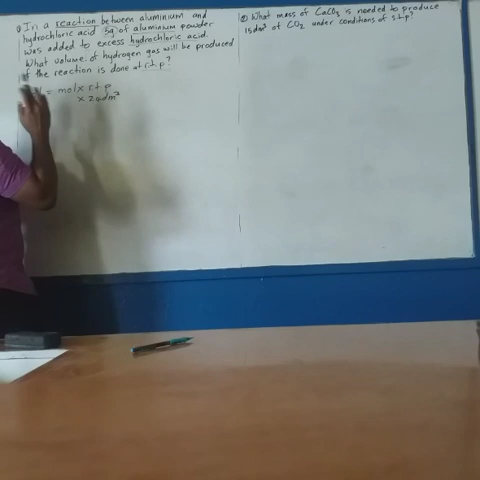 ① In a reaction between aluminium and
hydrochloric acid 5g of aluminium powder
was added to excess hydrochloric acid.
What volume of hydrogen gas will be produced
if the reaction is done at r.t.p?
= mol x r t p
x 24dm³
② What mass of CaCO₃ is needed to produce
15dm³ of CO₂ under conditions of s.t.p?